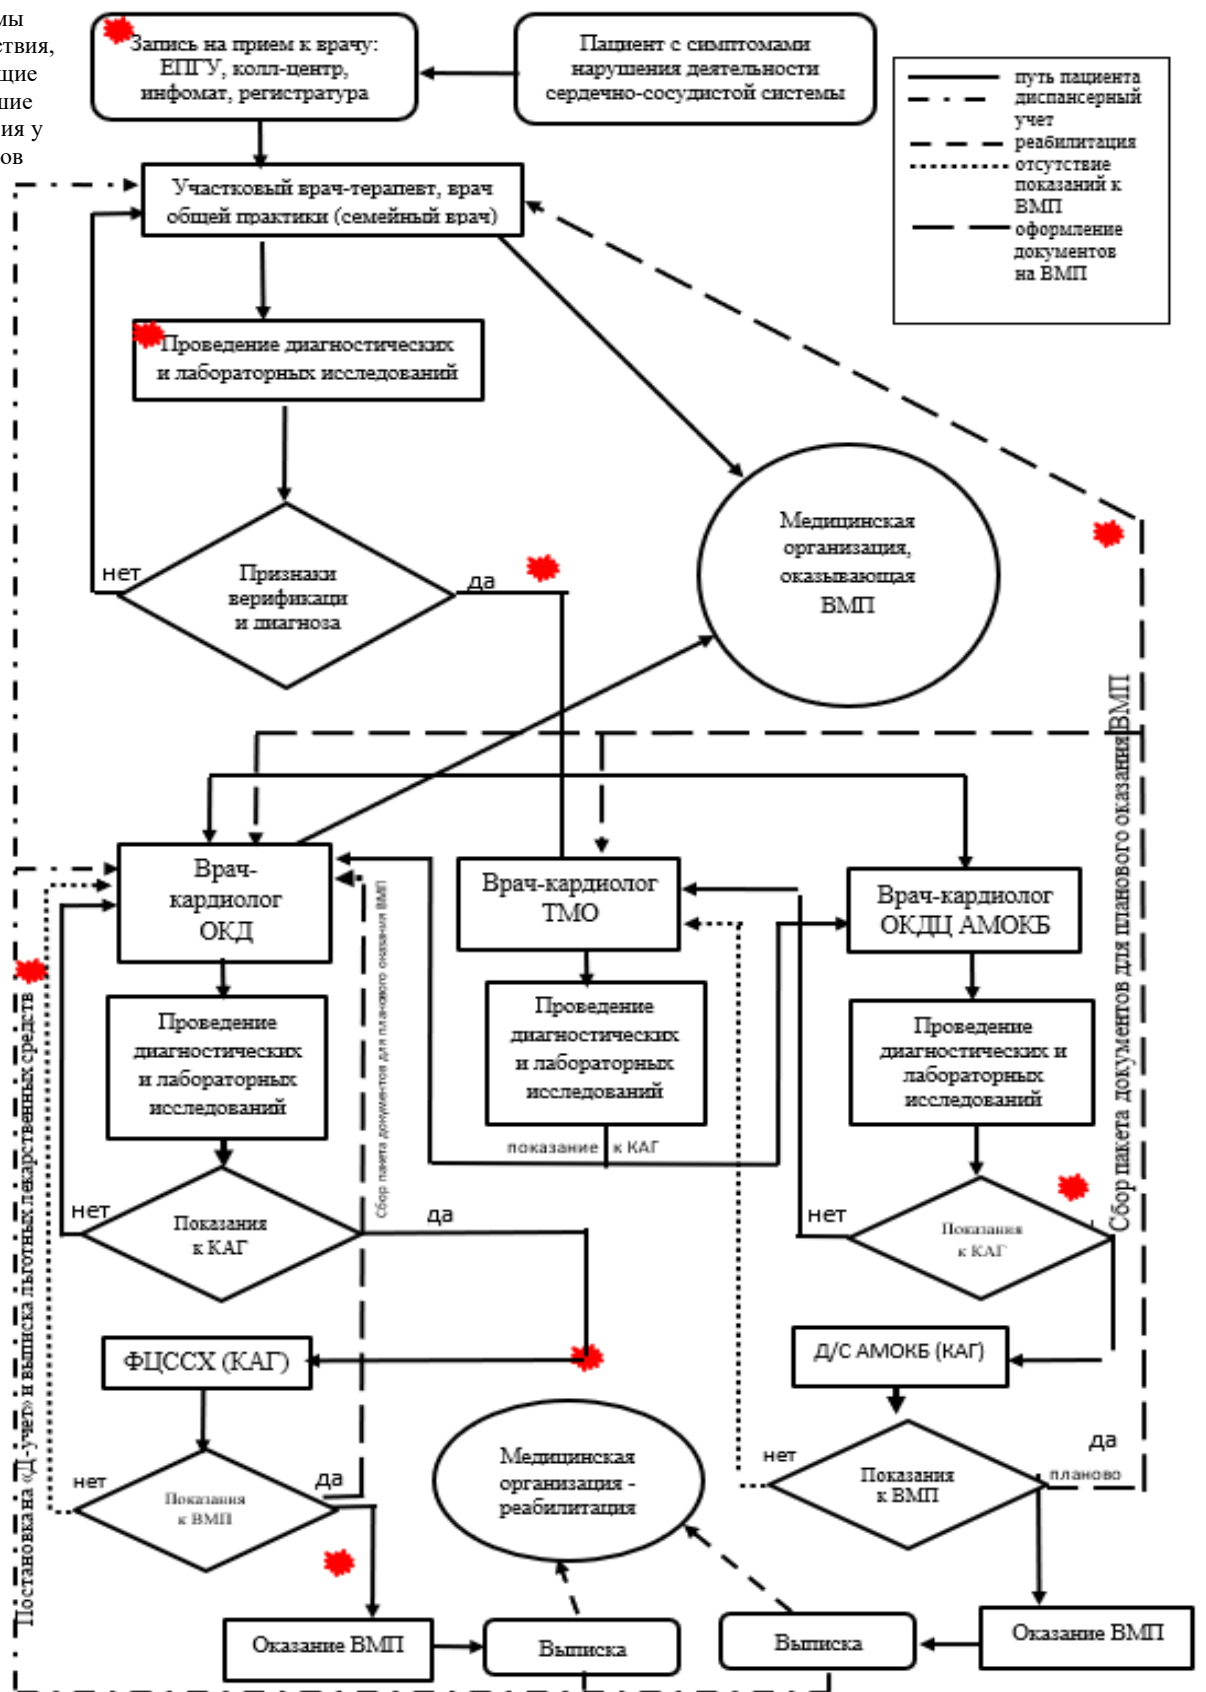 мы
ствия,
щие
шие
ия у
ов
Запись на прием к врачу:
ЕПГУ, колл-центр,
инфомат, регистратура
Пациент с симптомами
нарушения деятельности
сердечно-сосудистой системы
путь пациента
диспансерный
учет
реабилитация
отсутствие
показаний к
ВМП
оформление
документов
на ВМП
Участковый врач-терапевт, врач
общей практики (семейный врач)
Проведение диагностических
и лабораторных исследований
Медицинская
организация,
оказывающая
ВМП
нет
Признаки
верификаци
и диагноза
да
Сбор пакета документов для планового оказания ВМП
Врач-
кардиолог
ОКД
Врач-кардиолог
ТМО
Врач-кардиолог
ОКДЦ АМОКБ
Сбор пакета документов для планового оказания ВМП
Постановка на «Д-учет» и выписка льготных лекарственных средств
Проведение
диагностических
и лабораторных
исследований
Проведение
диагностических
и лабораторных
исследований
Проведение
диагностических и
лабораторных
исследований
показание к КАГ
нет
Показания
к КАГ
да
нет
Показания
к КАГ
ФЦССХ (КАГ)
Д/С АМОКБ (КАГ)
нет
Показания
к ВМП
да
Медицинская
организация -
реабилитация
нет
Показания
к ВМП
да
планово
Оказание ВМП
Выписка
Выписка
Оказание ВМП